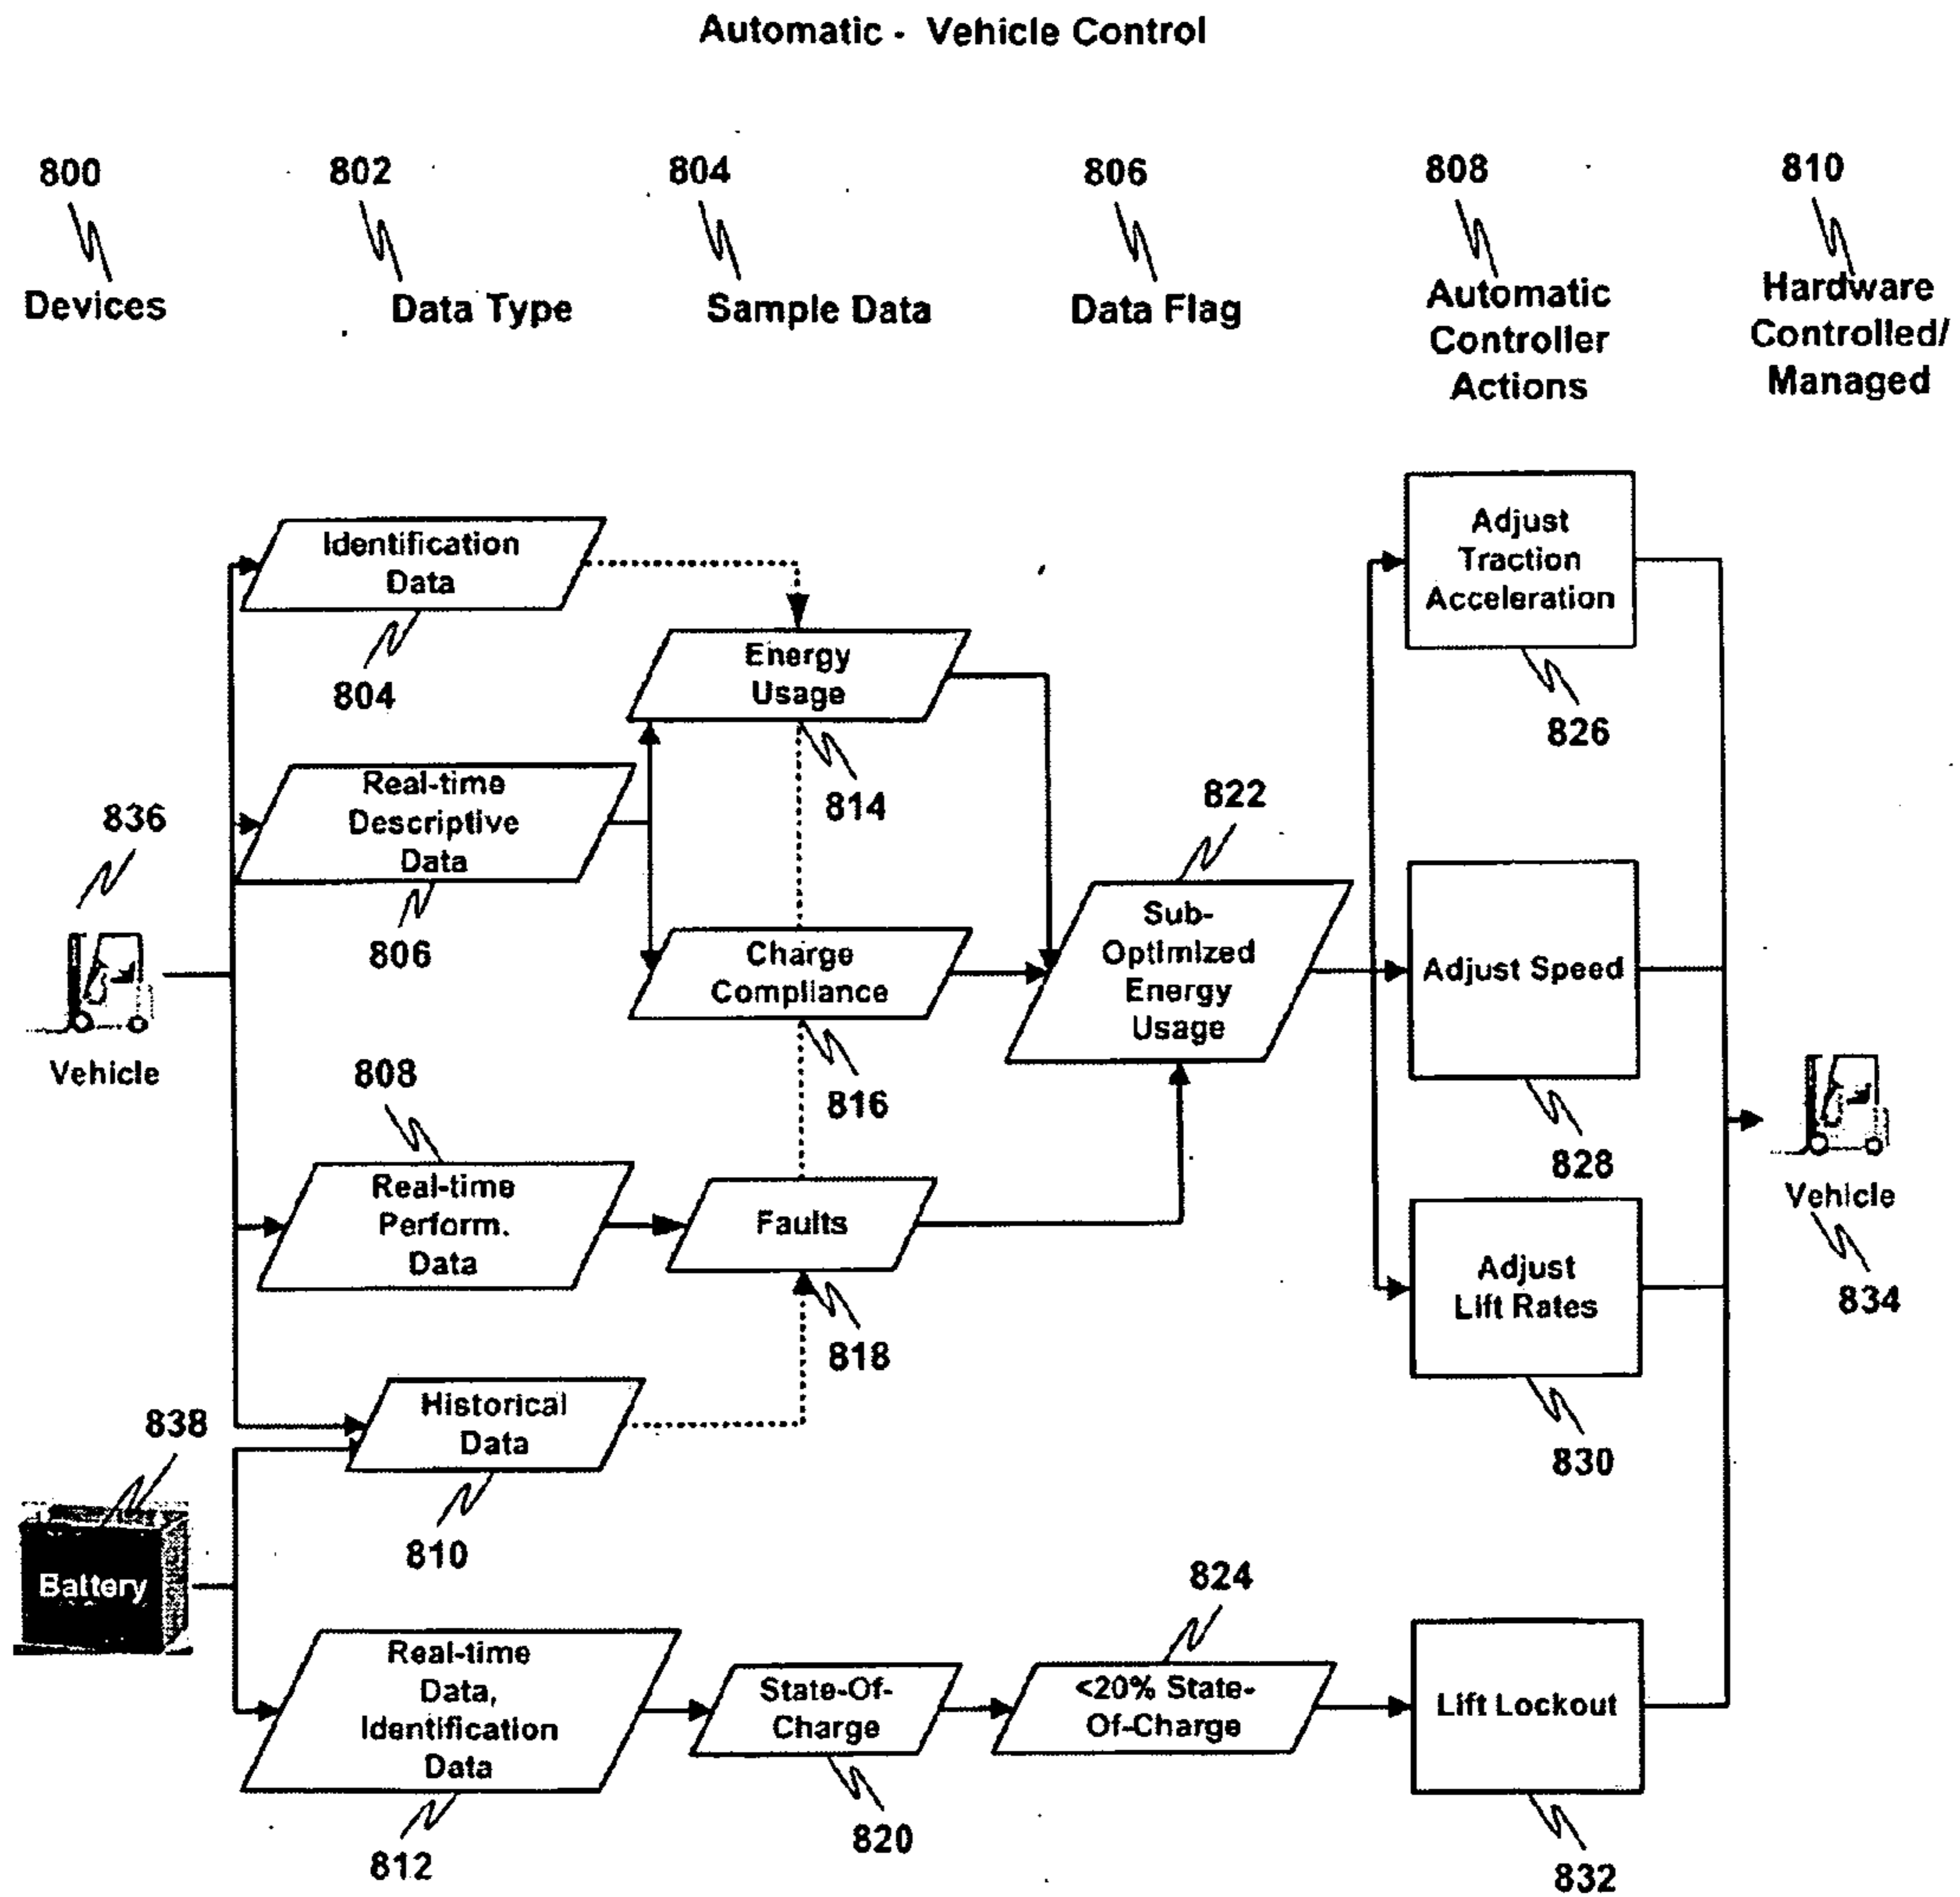 Automatic - Vehicle Control
800
802
804
806
808
810
Devices
Data Type
Sample Data
Data Flag
Automatic
Controller
Actions
Hardware
Controlled/
Managed
Identification
Data
804
Energy
Usage
814
Adjust
Traction
Acceleration
826
Real-time
Descriptive
Data
806
836
Vehicle
Charge
Compliance
816
822
Sub-
Optimized
Energy
Usage
Adjust Speed
828
808
Real-time
Perform.
Data
Faults
818
Adjust
Lift Rates
830
Vehicle
834
Historical
Data
810
838
Battery
Real-time
Data,
Identification
Data
812
State-Of-
Charge
820
824
<20% State-
Of-Charge
Lift Lockout
832